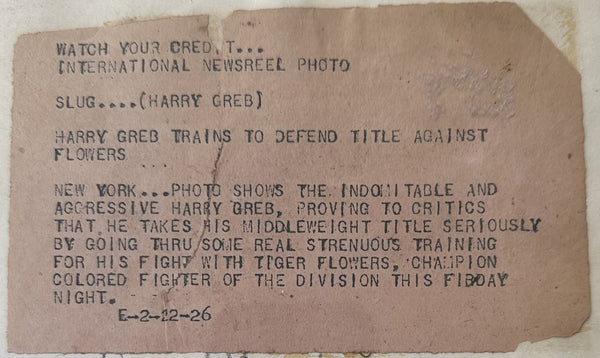 WATCH YOUR CREDIT...
INTERNATIONAL NEWSREEL PHOTO
SLUG....(HARRY GREB)
HARRY GREB TRAINS TO DEFEND TITLE AGAINST
FLOWERS
NEW YORK...PHOTO SHOWS THE INDOMITABLE AND
AGGRESSIVE HARRY GREB, PROVING TO CRITICS
THAT HE TAKES HIS MIDDLEWEIGHT TITLE SERIOUSLY
BY GOING THRU SOME REAL STRENUOUS TRAINING
FOR HIS FIGHT WITH TIGER FLOWERS, CHAMPION
COLORED FIGHTER OF THE DIVISION THIS FIRDAY
NIGHT.
E-2-22-26